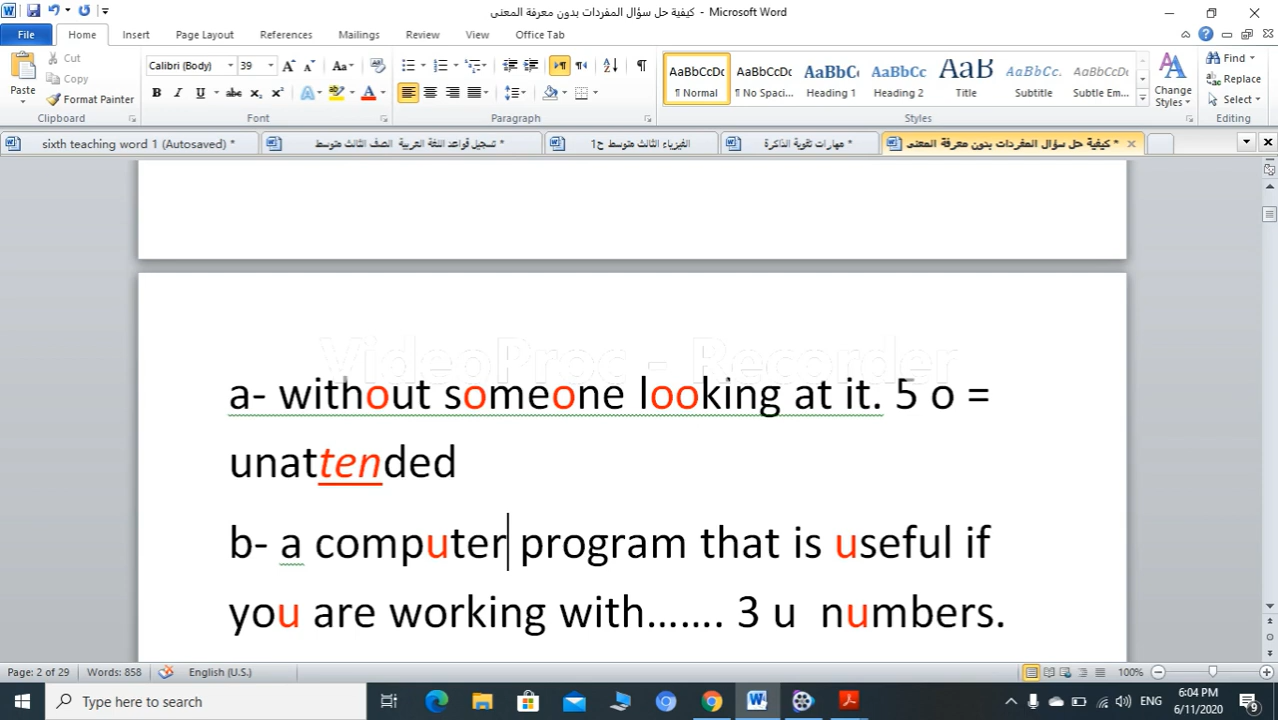 كيفية حل سؤال المفردات بدون معرفة المعنى - Microsoft Word
File Home Insert Page Layout References Mailings Review View Office Tab
Paste
Cut
Copy
Format Painter
Clipboard
Calibri (Body) 39
Font
Paragraph
AaBbCcDc AaBbCcDc AaBbC AaBbCc AaB AaBbCc. AaBbCcDc
¶ Normal ¶ No Spaci... Heading 1 Heading 2 Title Subtitle Subtle Em...
Styles
Change Styles
Find
Replace
Select
Editing
sixth teaching word 1 (Autosaved) *
تسجيل قواعد اللغة العربية الصف الثالث متوسط *
الفيزياء الثالث متوسط ح1
مهارات تقوية الذاكرة *
كيفية حل سؤال المفردات بدون معرفة المعنى *
VideoProc - Recorder
a- without someone looking at it. 5 o =
unattended
b- a computer program that is useful if
you are working with....... 3 u numbers.
Page: 2 of 29 Words: 858 English (U.S.) 100%
Type here to search
ENG
6:04 PM
6/11/2020
9